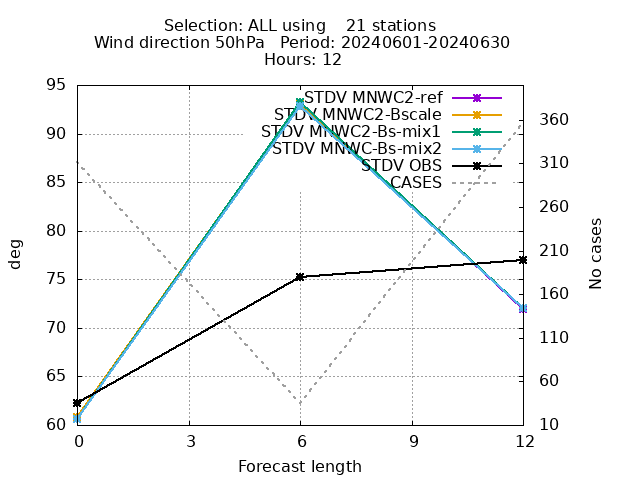 Selection: ALL using    21 stations
Wind direction 50hPa   Period: 20240601-20240630
Hours: 12
STDV MNWC2-ref
STDV MNWC2-Bscale
STDV MNWC2-Bs-mix1
STDV MNWC-Bs-mix2
STDV OBS
CASES
95
90
85
80
75
70
65
60
deg
360
310
260
210
160
110
60
10
No cases
0 3 6 9 12
Forecast length